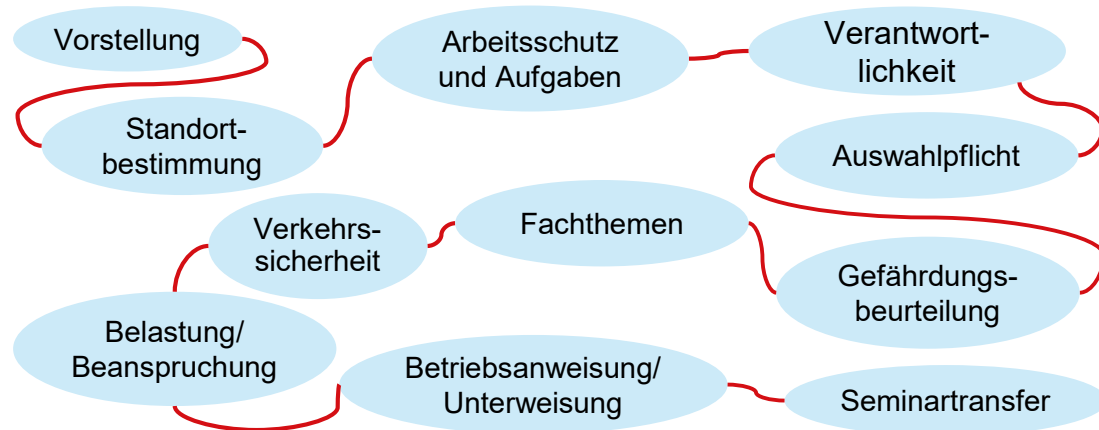 Vorstellung
Standort-
bestimmung
Arbeitsschutz
und Aufgaben
Verantwort-
lichkeit
Auswahlpflicht
Gefährdungs-
beurteilung
Fachthemen
Verkehrs-
sicherheit
Belastung/
Beanspruchung
Betriebsanweisung/
Unterweisung
Seminartransfer